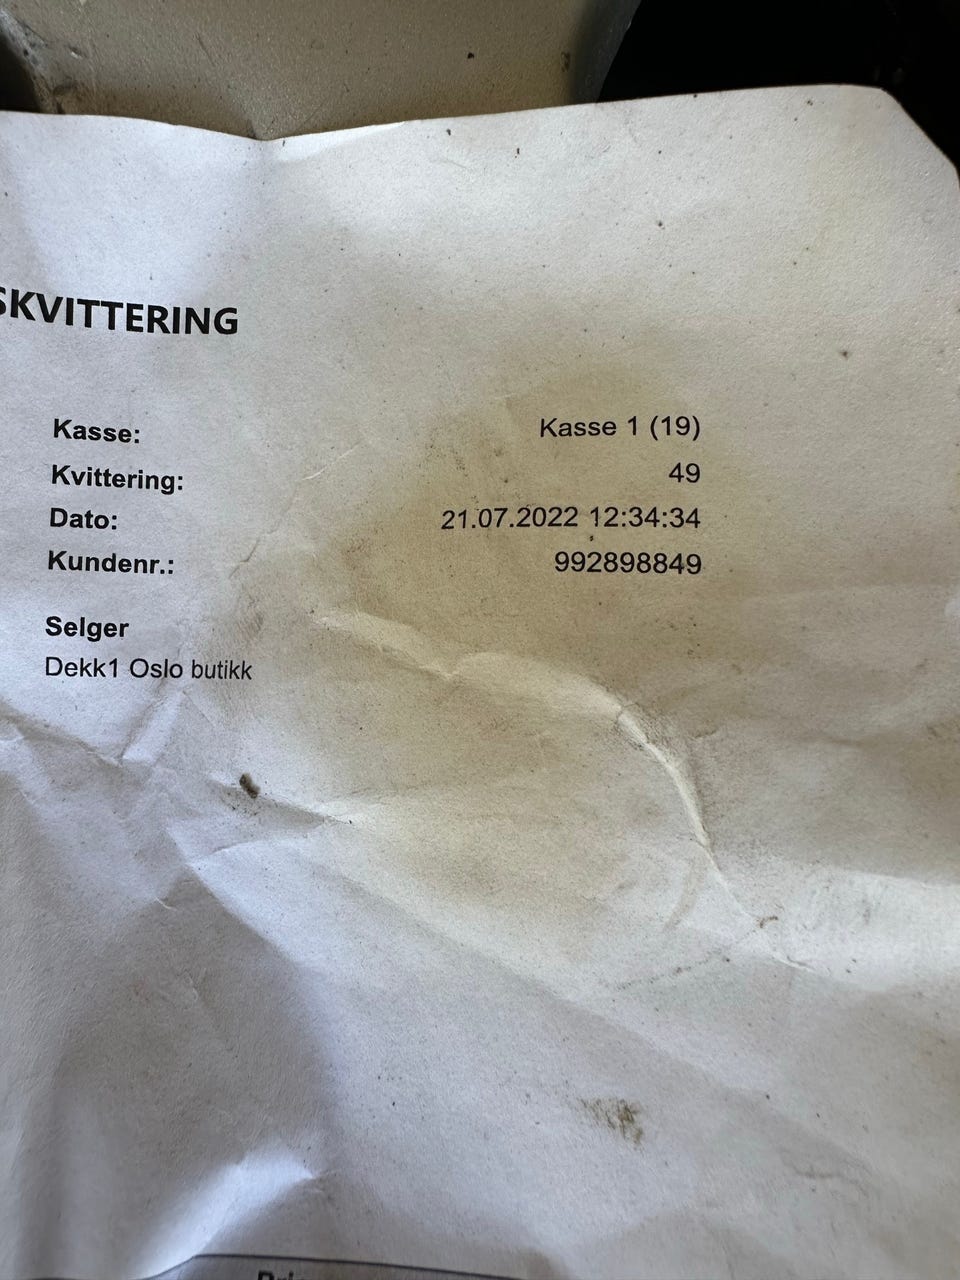 SKVITTERING
Kasse: Kasse 1 (19)
Kvittering: 49
Dato: 21.07.2022 12:34:34
Kundenr.: 992898849
Selger
Dekk1 Oslo butikk